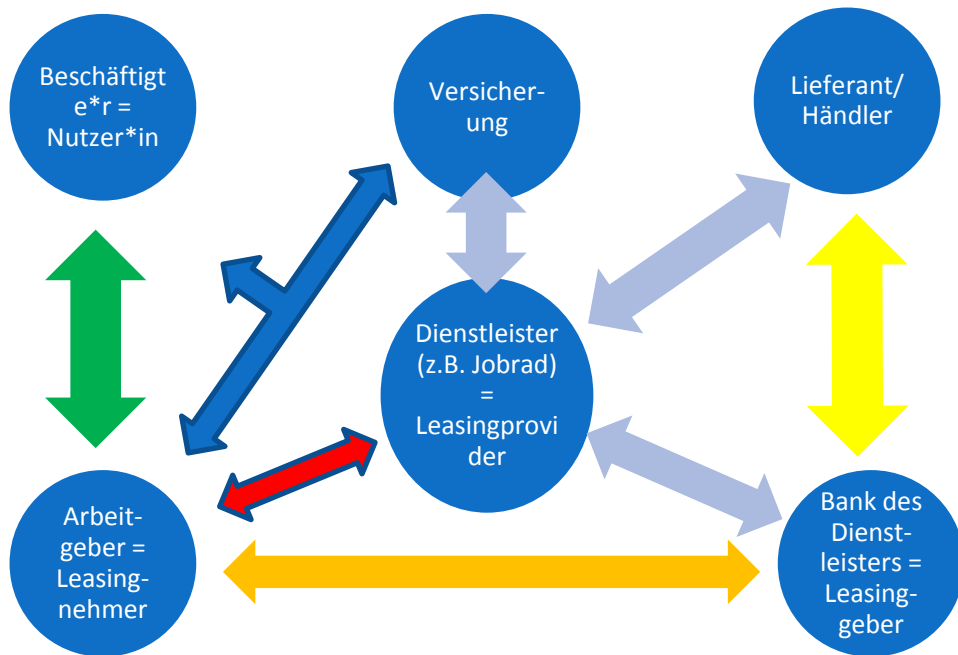 Beschäftigt
e*r =
Nutzer*in
Versicher-
ung
Lieferant/
Händler
Dienstleister
(z.B. Jobrad)
=
Leasingprovi
der
Arbeit-
geber =
Leasing-
nehmer
Bank des
Dienst-
leisters =
Leasing-
geber